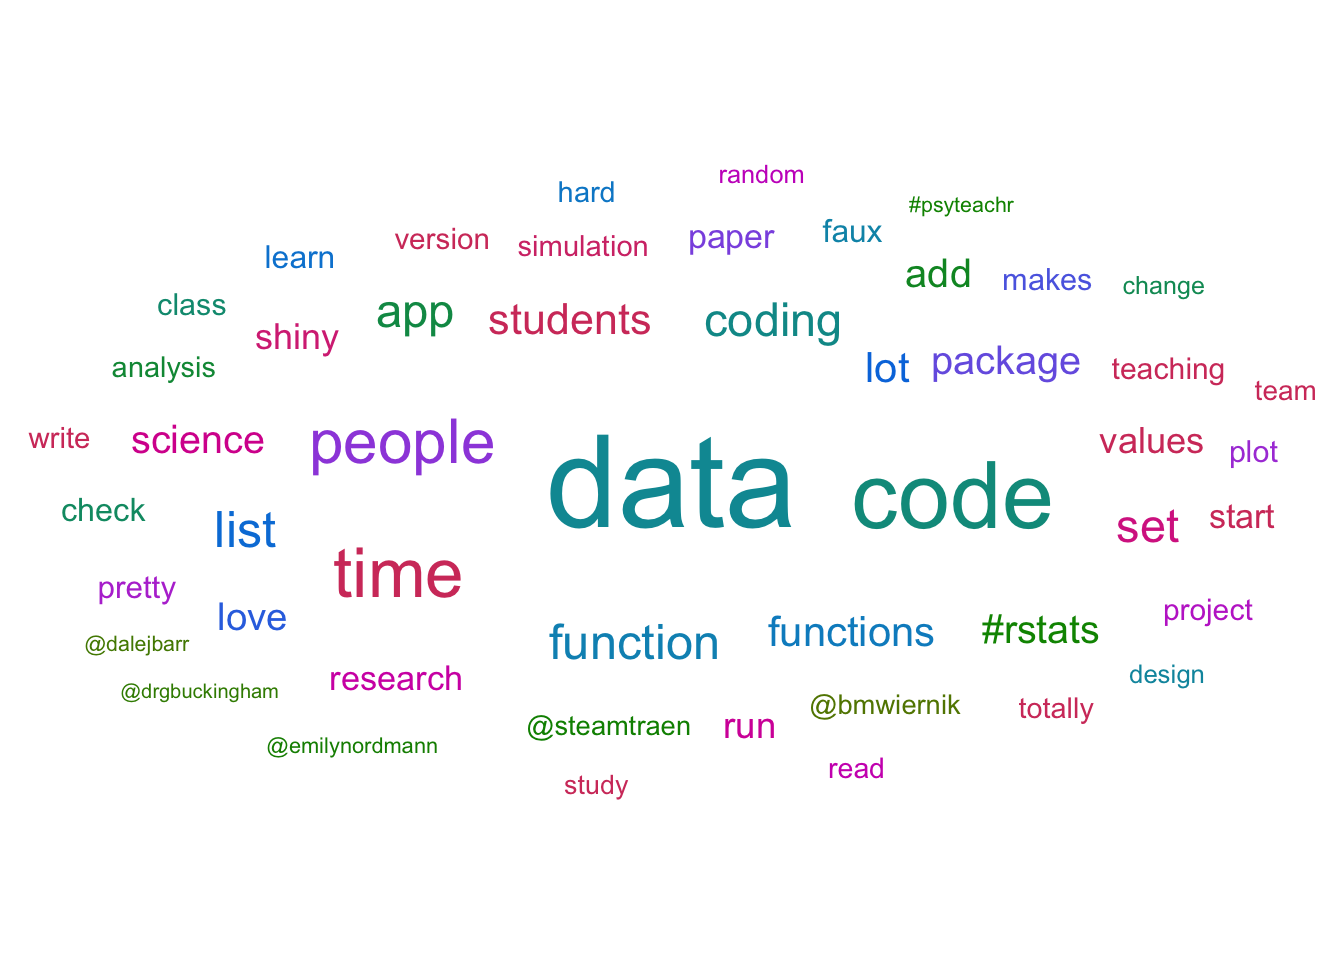 random
hard
#psyteachr
version
simulation
paper
faux
learn
add
makes
change
class
shiny
app
students
coding
analysis
lot
package
teaching
team
write
science
people
data
code
values
plot
check
list
time
set
start
pretty
love
function
functions
#rstats
project
@dalejbarr
@drgbuckingham
research
design
@emilynordmann
@steamtraen
run
@bmwiernik
totally
study
read